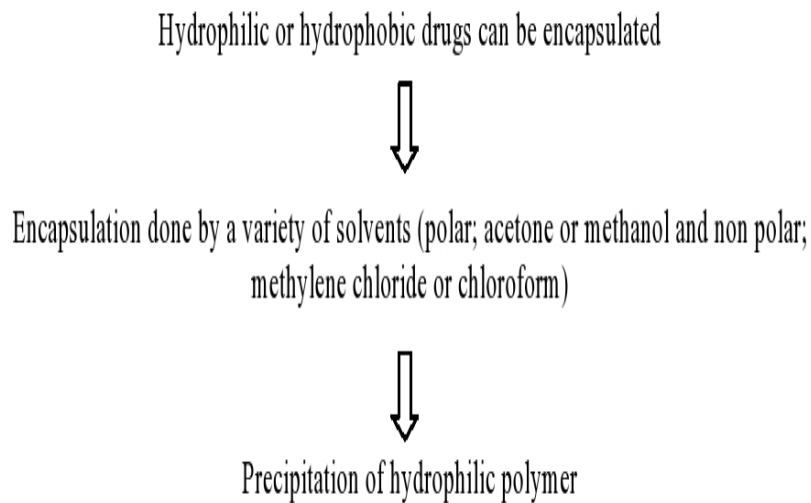 Hydrophilic or hydrophobic drugs can be encapsulated
Encapsulation done by a variety of solvents (polar; acetone or methanol and non polar;
methylene chloride or chloroform)
Precipitation of hydrophilic polymer